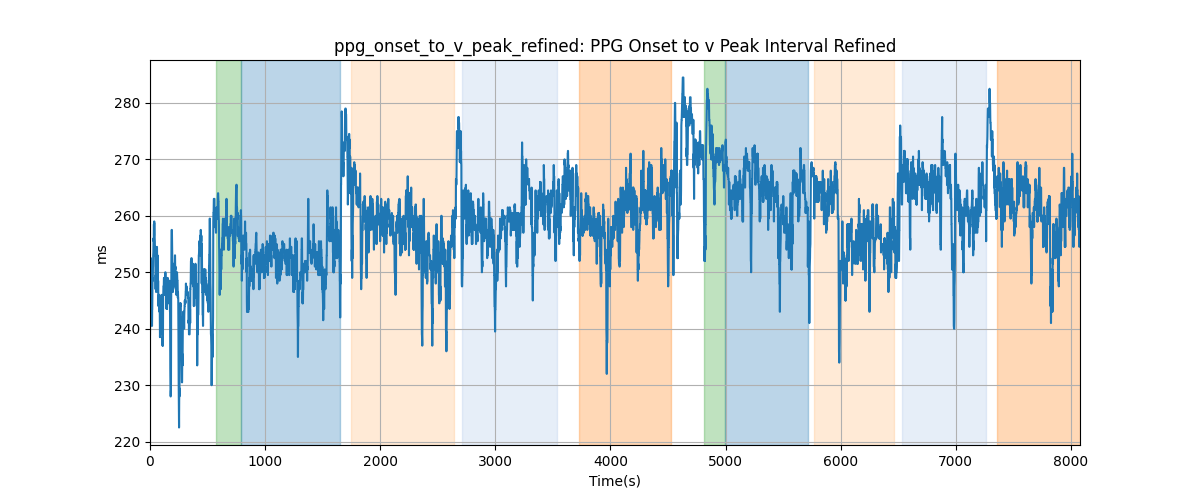 ppg_onset_to_v_peak_refined: PPG Onset to v Peak Interval Refined
280
270
260
250
240
230
220
ms
0 1000 2000 3000 4000 5000 6000 7000 8000
Time(s)